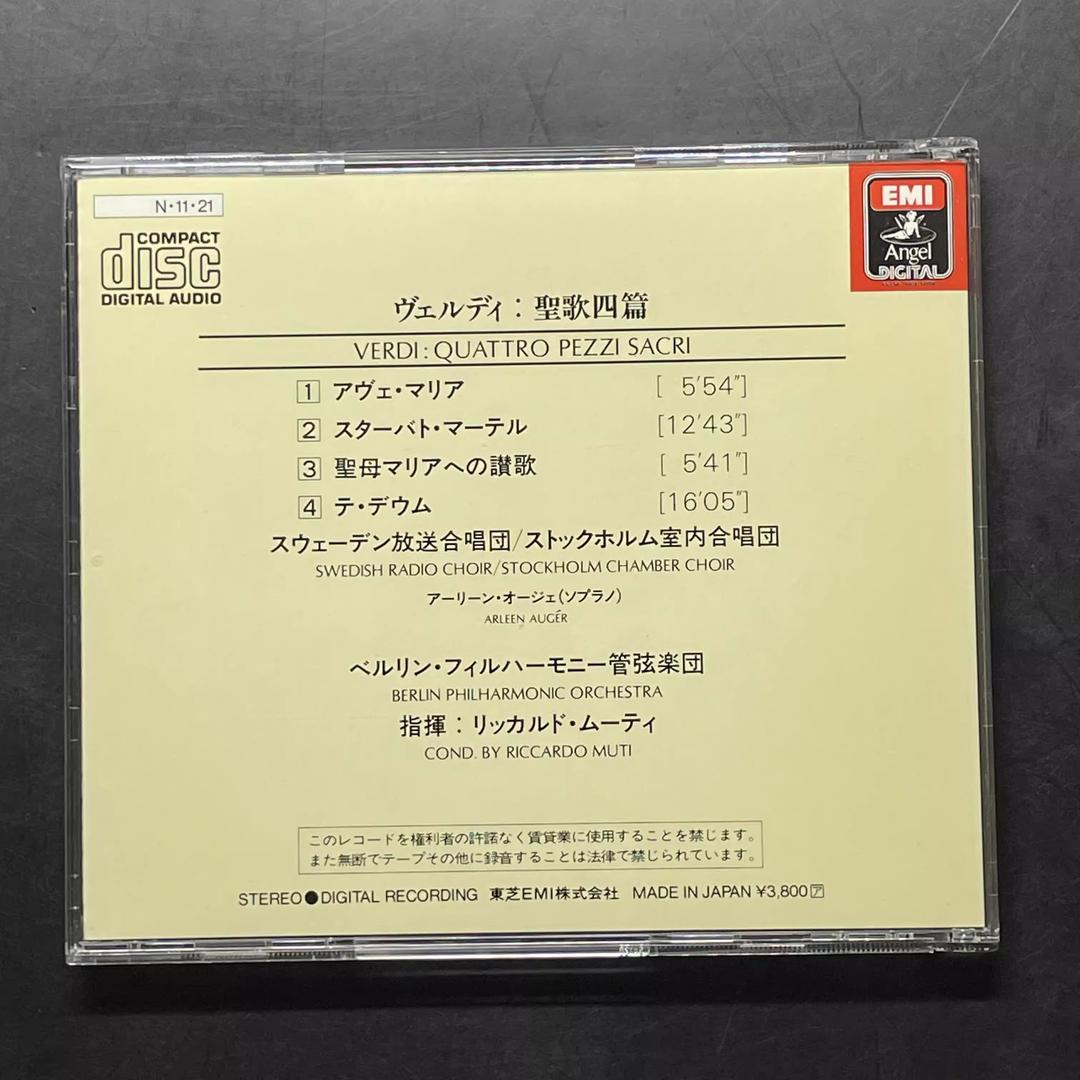 N・11・21
COMPACT
disc
DIGITAL AUDIO
EMI
Angel
DIGITAL
ヴェルディ：聖歌四篇
VERDI: QUATTRO PEZZI SACRI
1 アヴェ・マリア [ 5'54"]
2 スターバト・マーテル [12'43"]
3 聖母マリアへの讃歌 [ 5'41"]
4 テ・デウム [16'05"]
スウェーデン放送合唱団/ストックホルム室内合唱団
SWEDISH RADIO CHOIR/STOCKHOLM CHAMBER CHOIR
アーリーン・オージェ(ソプラノ)
ARLEEN AUGÉR
ベルリン・フィルハーモニー管弦楽団
BERLIN PHILHARMONIC ORCHESTRA
指揮：リッカルド・ムーティ
COND. BY RICCARDO MUTI
このレコードを権利者の許諾なく賃貸業に使用することを禁じます。
また無断でテープその他に録音することは法律で禁じられています。
STEREO●DIGITAL RECORDING 東芝EMI株式会社 MADE IN JAPAN ¥3,800ア